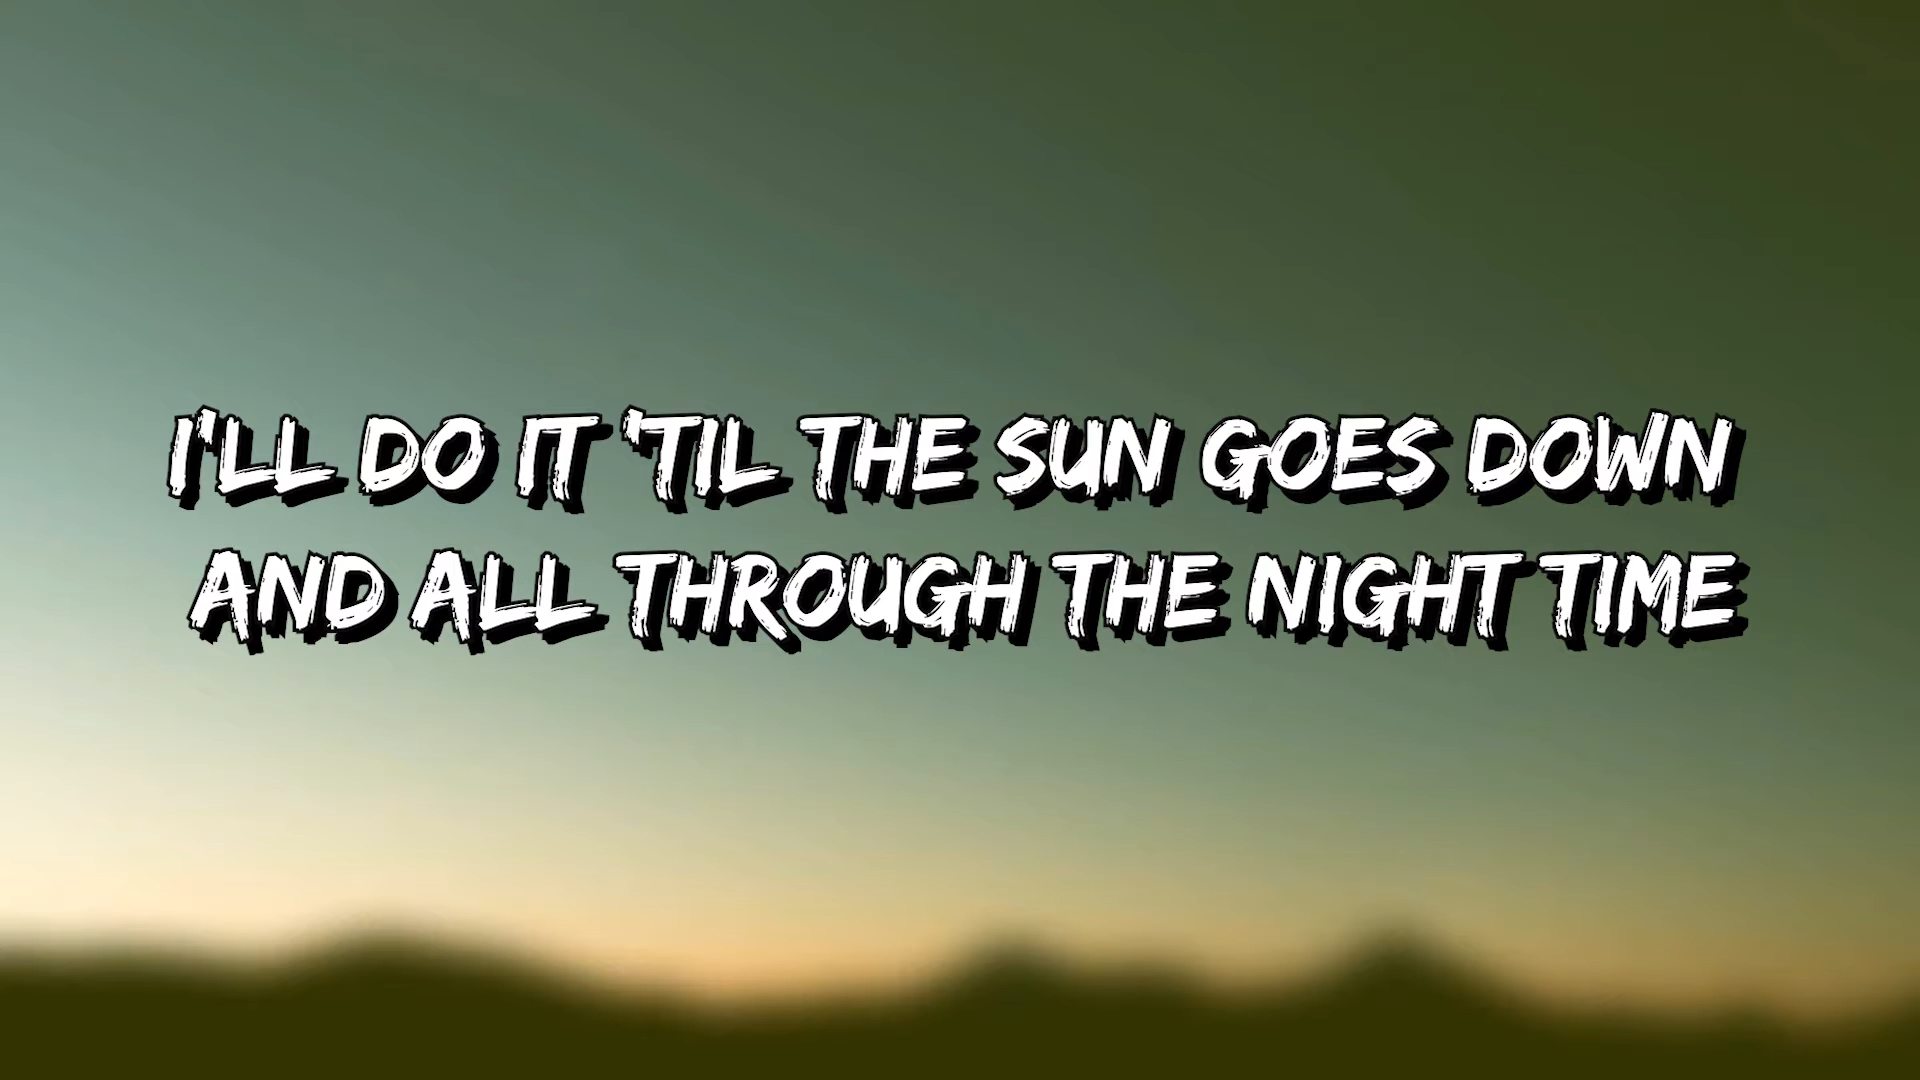 I'LL DO IT 'TIL THE SUN GOES DOWN
AND ALL THROUGH THE NIGHT TIME